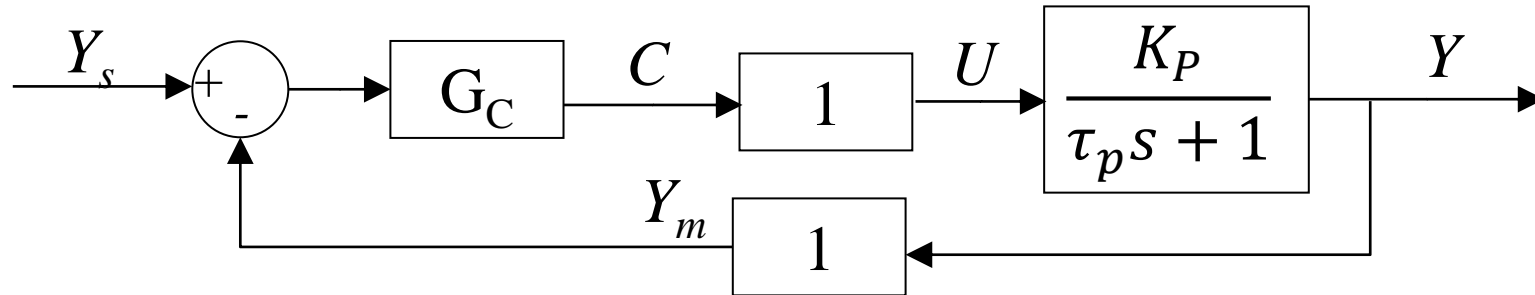 Y_s
+
-
G_C
C
1
U
K_P
τ_p s + 1
Y
Y_m
1